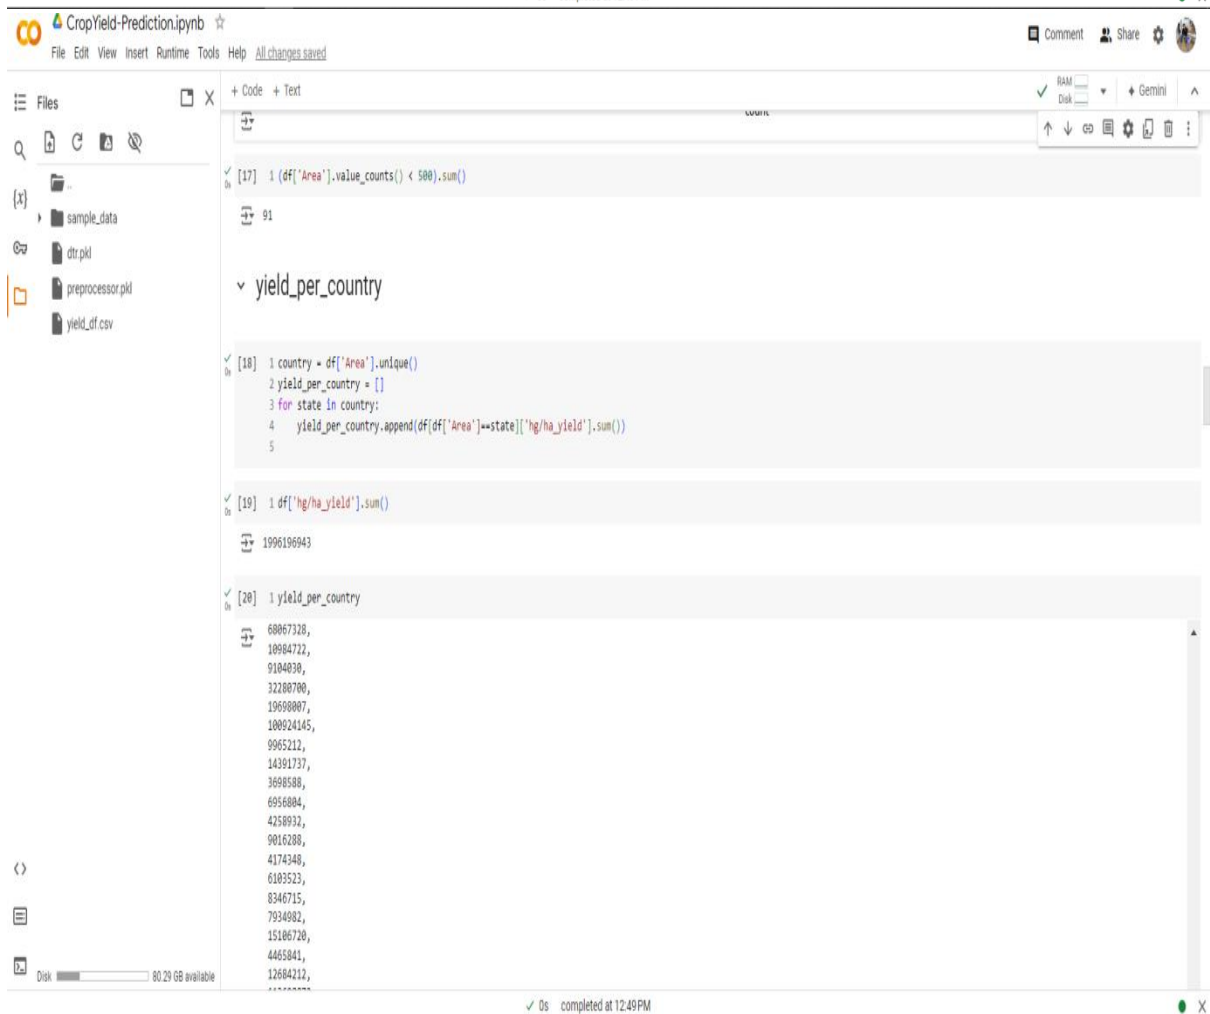 CropYield-Prediction.ipynb
File Edit View Insert Runtime Tools Help All changes saved
Comment Share
Files
+ Code + Text
RAM
Disk
Gemini
count
..
sample_data
dtr.pkl
preprocessor.pkl
yield_df.csv
{x}
[17] 1 (df['Area'].value_counts() < 500).sum()
0s
91
yield_per_country
[18] 1 country = df['Area'].unique()
0s
2 yield_per_country = []
3 for state in country:
4 yield_per_country.append(df[df['Area']==state]['hg/ha_yield'].sum())
5
[19] 1 df['hg/ha_yield'].sum()
0s
1996196943
[20] 1 yield_per_country
0s
68067328,
10984722,
9104030,
32280700,
19698007,
100924145,
9965212,
14391737,
3698588,
6956804,
4258932,
9016288,
4174348,
6103523,
8346715,
7934982,
15106720,
4465841,
12684212,
Disk 80.29 GB available
0s completed at 12:49 PM